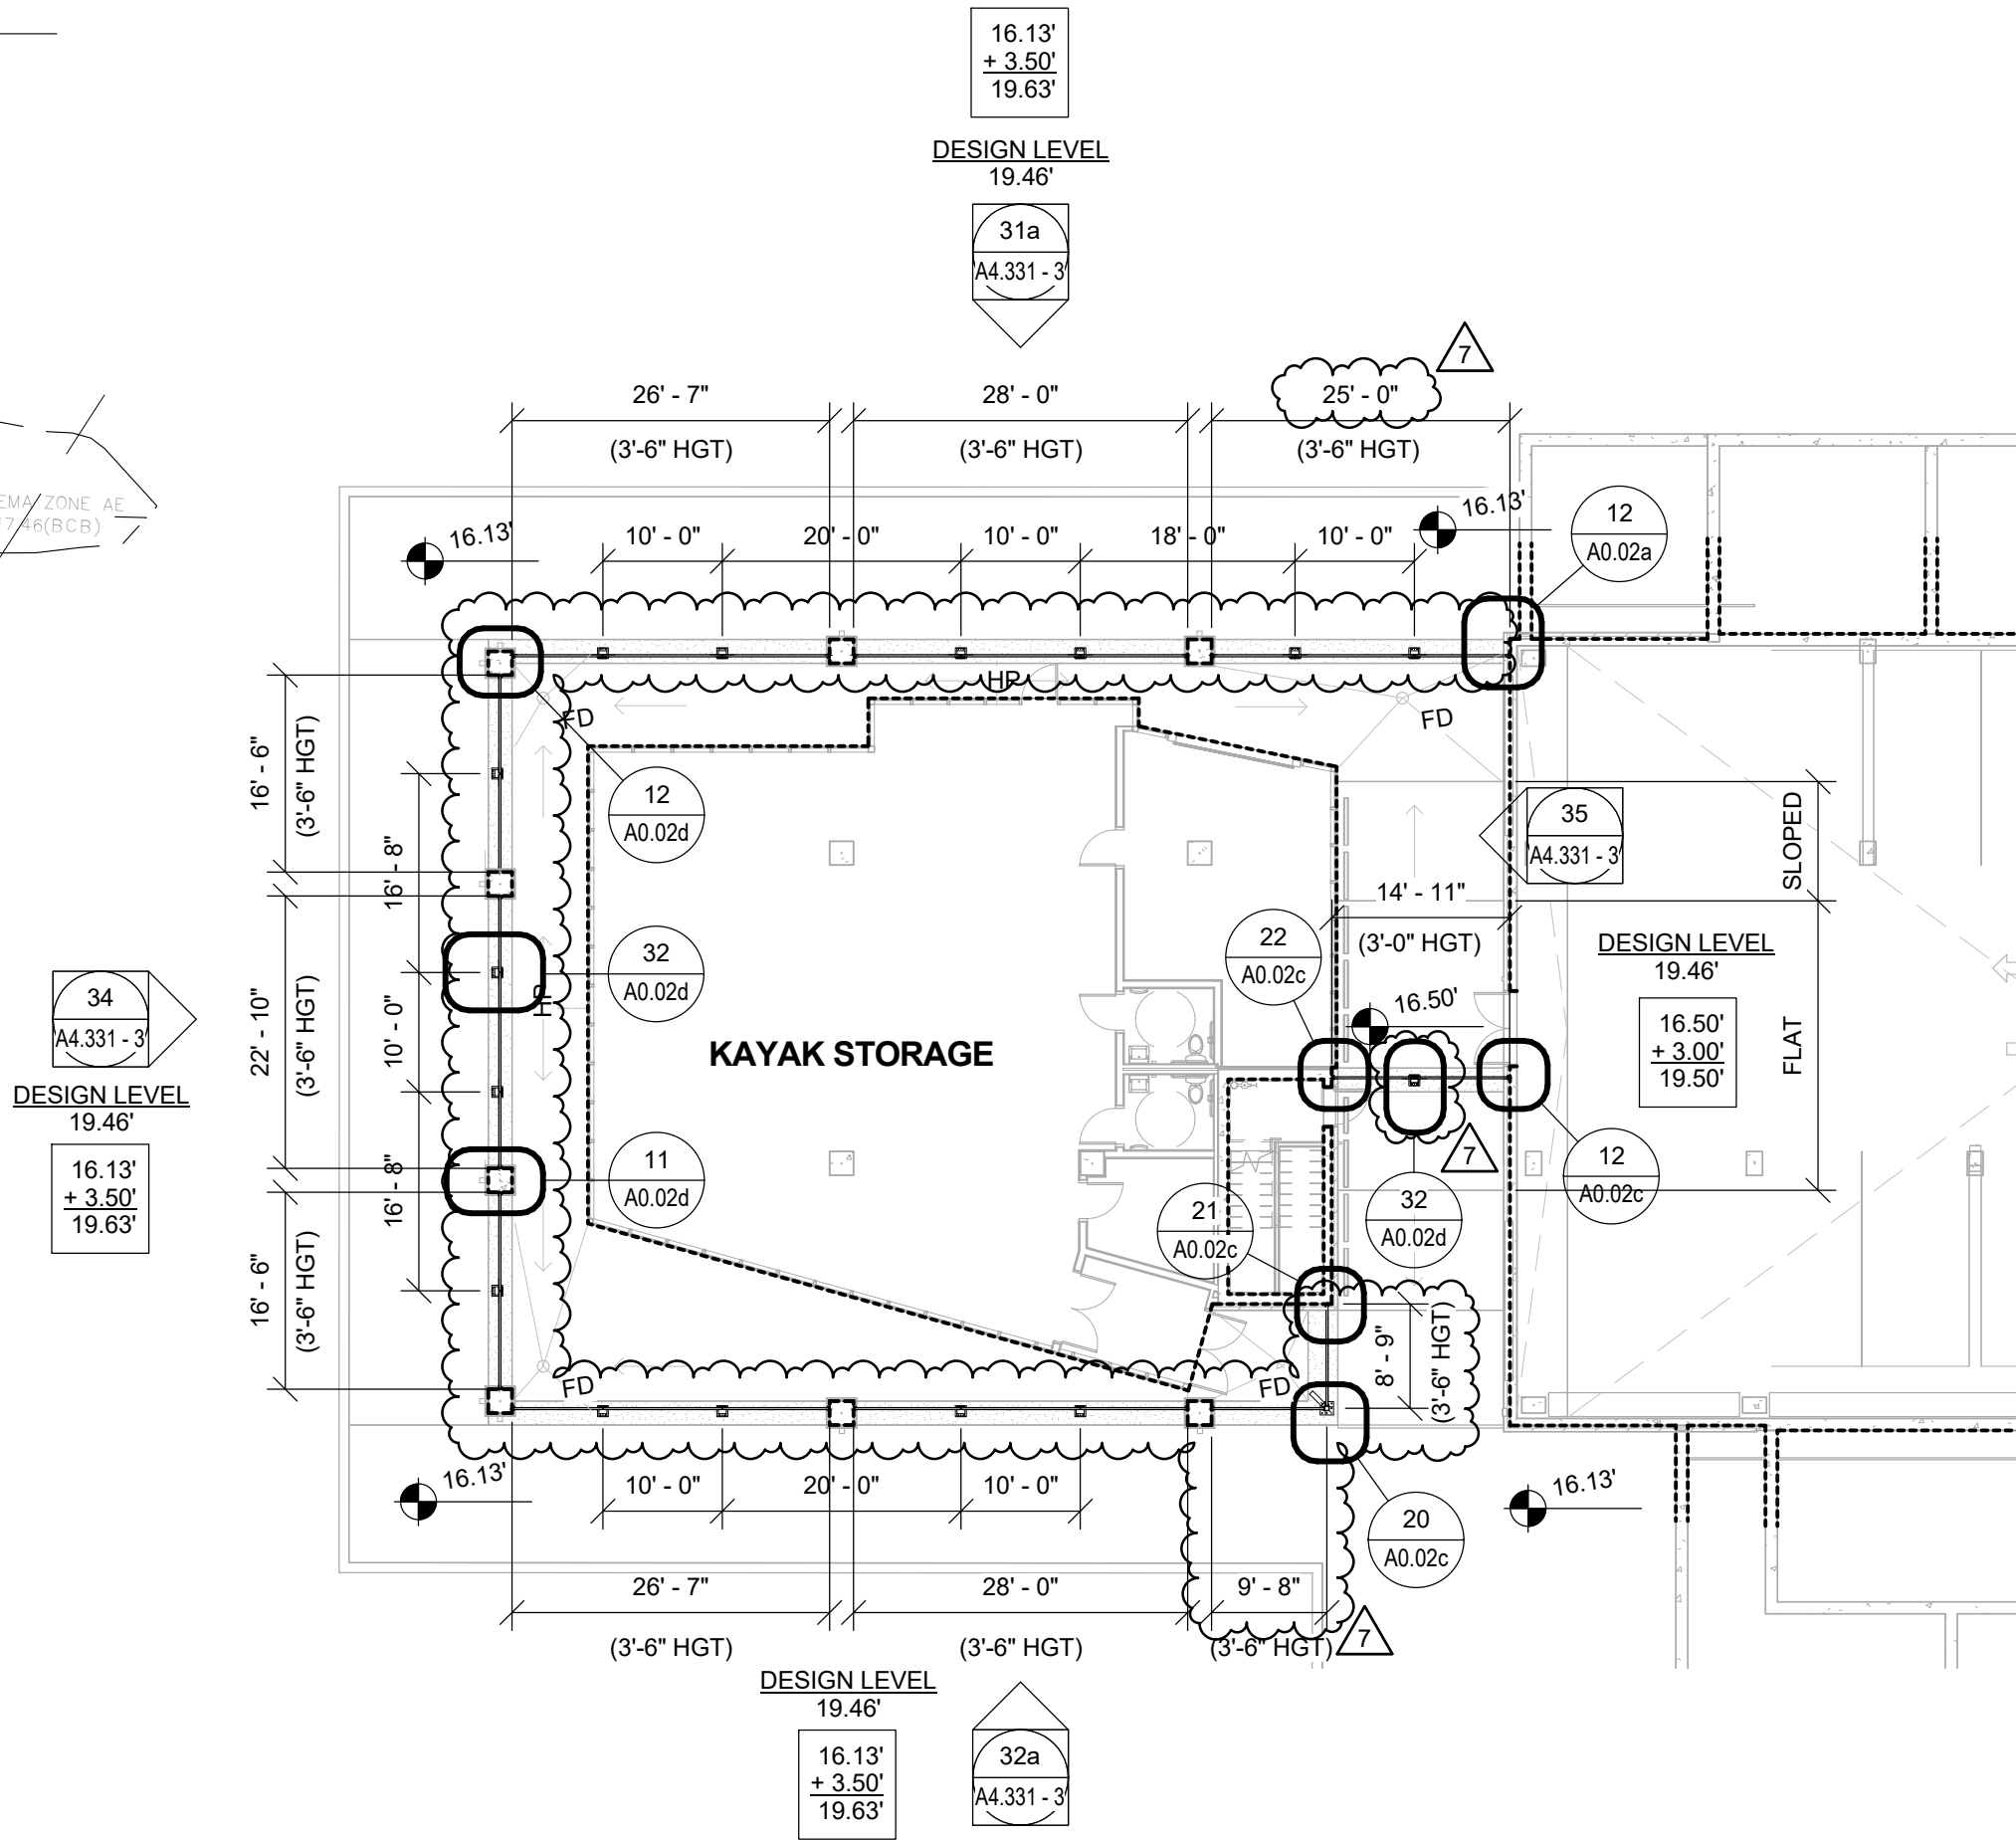 16.13'
+ 3.50'
19.63'
DESIGN LEVEL
19.46'
31a
A4.331 - 3
7
26' - 7"
28' - 0"
25' - 0"
(3'-6" HGT)
(3'-6" HGT)
(3'-6" HGT)
ZONE AE
(BCB)
16.13'
16.13'
10' - 0"
20' - 0"
10' - 0"
18' - 0"
10' - 0"
12
A0.02a
HP
FD
FD
16' - 6"
(3'-6" HGT)
16' - 8"
12
A0.02d
35
A4.331 - 3
SLOPED
14' - 11"
(3'-0" HGT)
22
A0.02c
32
A0.02d
HP
DESIGN LEVEL
19.46'
16.50'
+ 3.00'
19.50'
FLAT
16.50'
34
A4.331 - 3
DESIGN LEVEL
19.46'
16.13'
+ 3.50'
19.63'
22' - 10"
(3'-6" HGT)
10' - 0"
KAYAK STORAGE
7
11
A0.02d
12
A0.02c
21
A0.02c
32
A0.02d
16' - 8"
16' - 6"
(3'-6" HGT)
8' - 9"
(3'-6" HGT)
FD
FD
16.13'
16.13'
10' - 0"
20' - 0"
10' - 0"
20
A0.02c
26' - 7"
28' - 0"
9' - 8"
(3'-6" HGT)
(3'-6" HGT)
(3'-6" HGT)
7
DESIGN LEVEL
19.46'
16.13'
+ 3.50'
19.63'
32a
A4.331 - 3